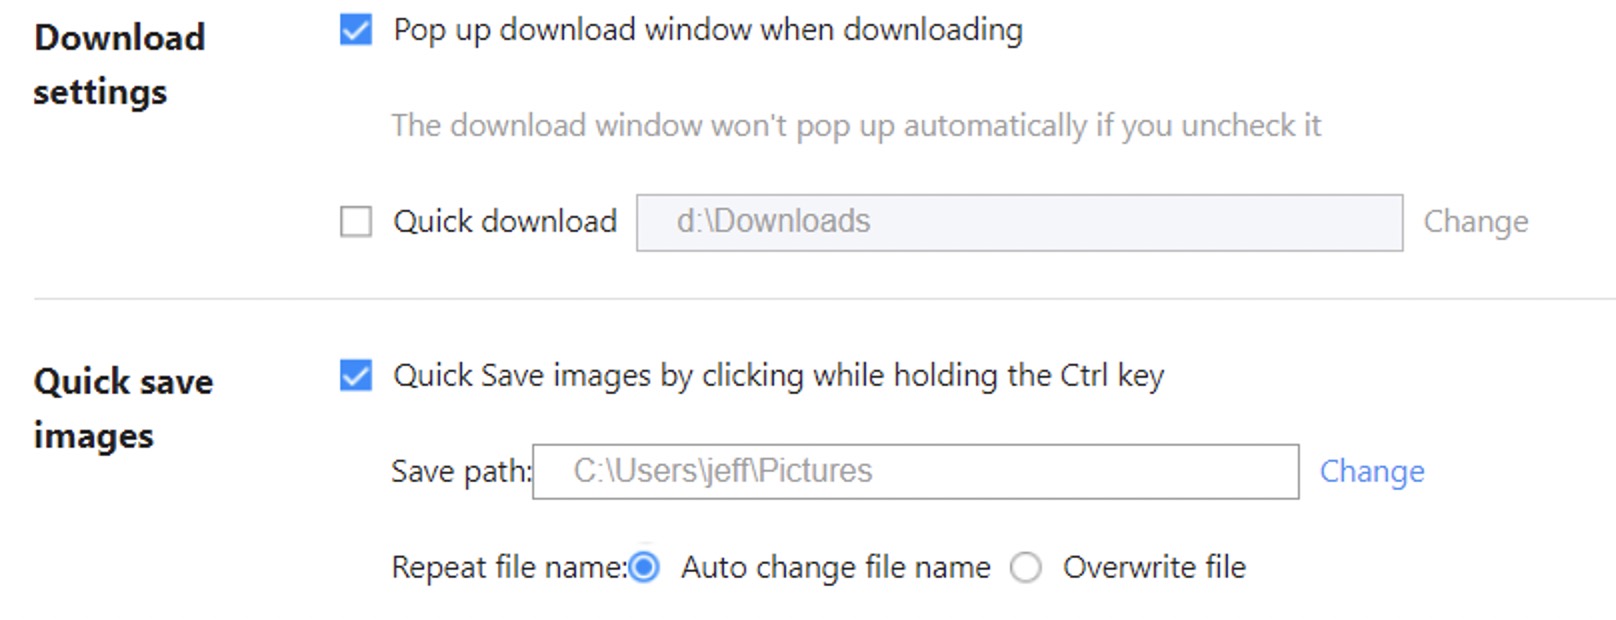 Download
settings
Pop up download window when downloading
The download window won't pop up automatically if you uncheck it
Quick download d:\Downloads Change
Quick save
images
Quick Save images by clicking while holding the Ctrl key
Save path: C:\Users\jeff\Pictures Change
Repeat file name: Auto change file name Overwrite file